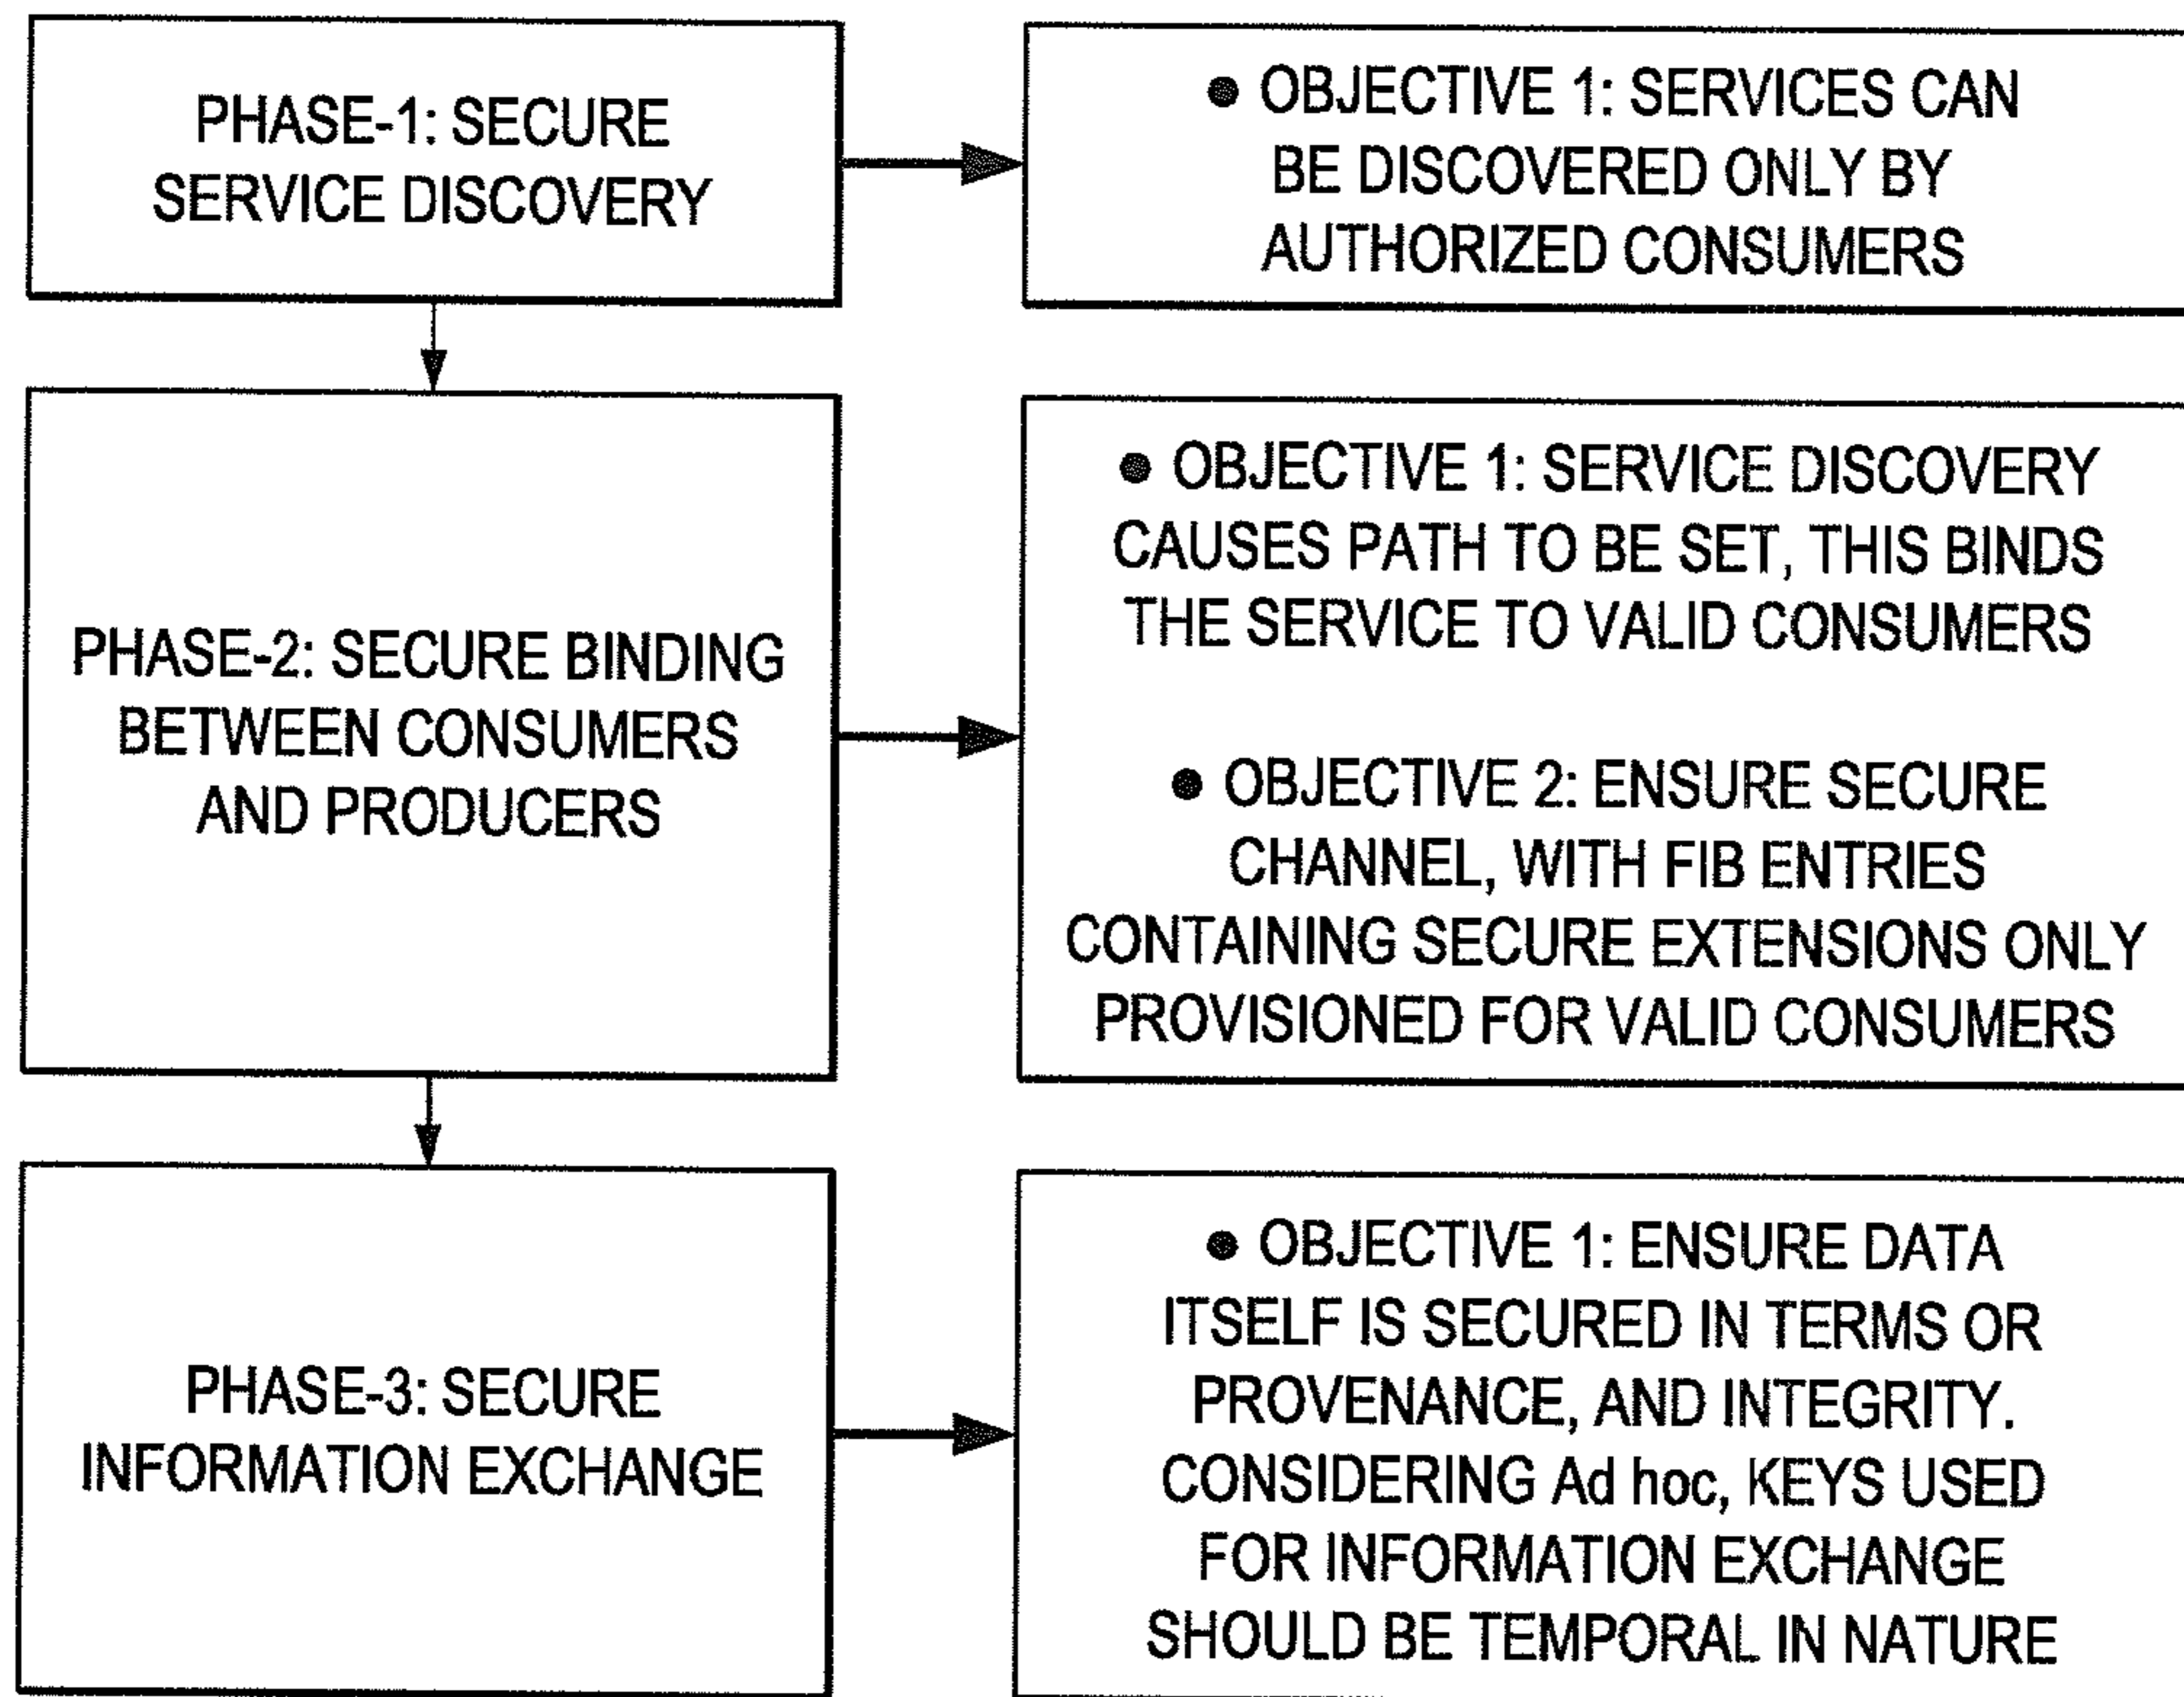 PHASE-1: SECURE
SERVICE DISCOVERY
● OBJECTIVE 1: SERVICES CAN
BE DISCOVERED ONLY BY
AUTHORIZED CONSUMERS
PHASE-2: SECURE BINDING
BETWEEN CONSUMERS
AND PRODUCERS
● OBJECTIVE 1: SERVICE DISCOVERY
CAUSES PATH TO BE SET, THIS BINDS
THE SERVICE TO VALID CONSUMERS
● OBJECTIVE 2: ENSURE SECURE
CHANNEL, WITH FIB ENTRIES
CONTAINING SECURE EXTENSIONS ONLY
PROVISIONED FOR VALID CONSUMERS
PHASE-3: SECURE
INFORMATION EXCHANGE
● OBJECTIVE 1: ENSURE DATA
ITSELF IS SECURED IN TERMS OR
PROVENANCE, AND INTEGRITY.
CONSIDERING Ad hoc, KEYS USED
FOR INFORMATION EXCHANGE
SHOULD BE TEMPORAL IN NATURE